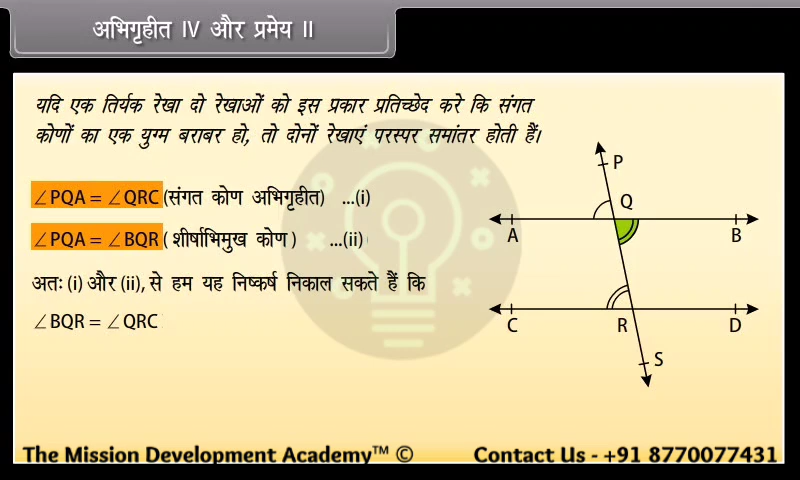 अभिगृहीत IV और प्रमेय II
यदि एक तिर्यक रेखा दो रेखाओं को इस प्रकार प्रतिच्छेद करे कि संगत
कोणों का एक युग्म बराबर हो, तो दोनों रेखाएं परस्पर समांतर होती हैं।
∠PQA = ∠QRC (संगत कोण अभिगृहीत) ...(i)
∠PQA = ∠BQR ( शीर्षाभिमुख कोण ) ...(ii)
अतः (i) और (ii), से हम यह निष्कर्ष निकाल सकते हैं कि
∠BQR = ∠QRC
P
Q
A B
C R D
S
The Mission Development Academy™ © Contact Us - +91 8770077431